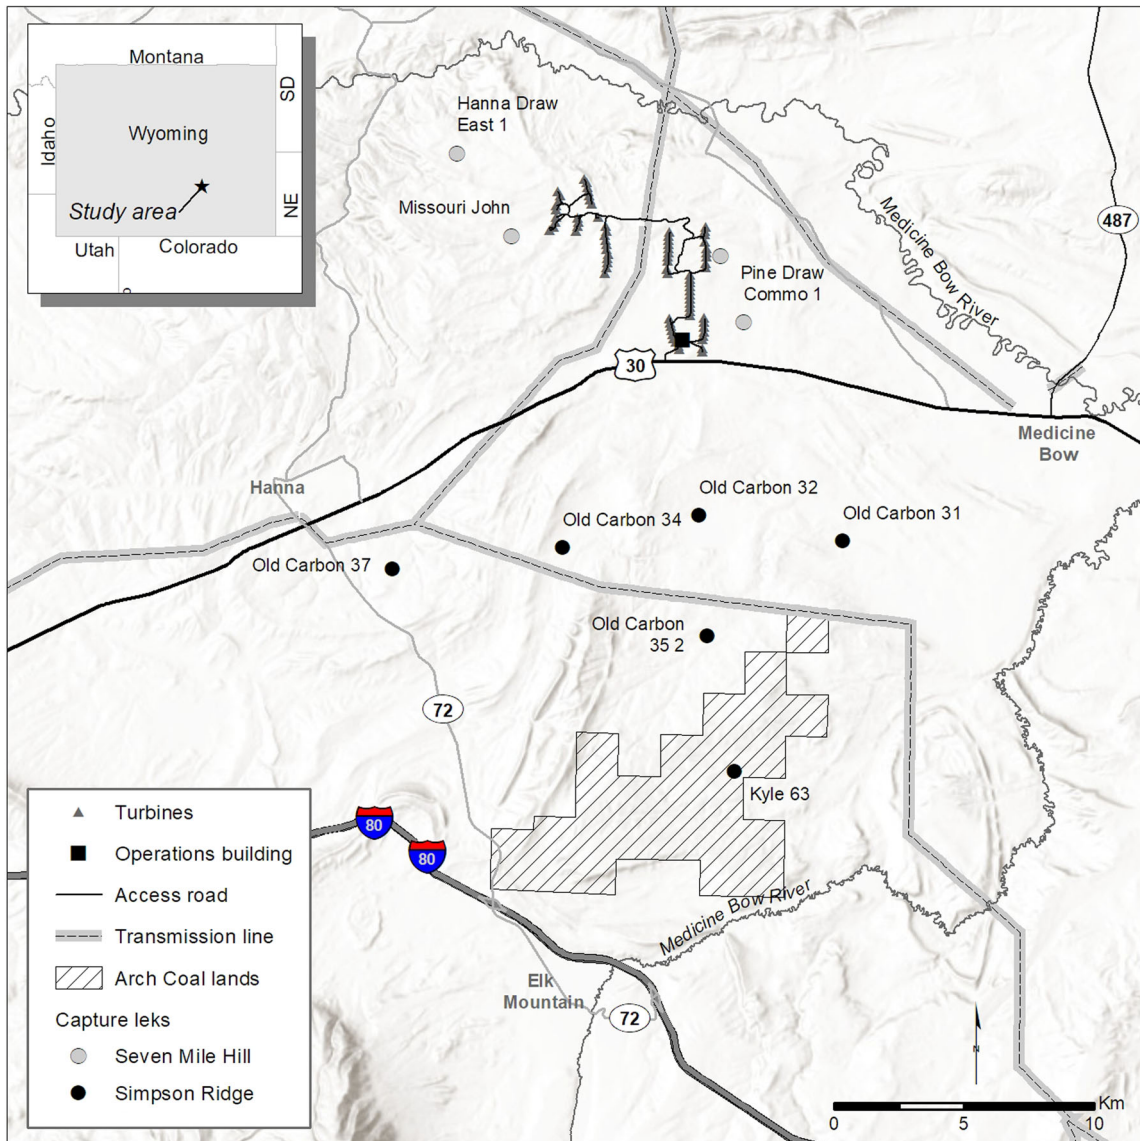 Montana
Idaho
Wyoming
SD
NE
Study area
Utah
Colorado
Hanna Draw
East 1
Missouri John
Pine Draw
Commo 1
Medicine Bow River
487
30
Medicine
Bow
Hanna
Old Carbon 32
Old Carbon 34
Old Carbon 31
Old Carbon 37
Old Carbon
35 2
72
Kyle 63
80
80
Medicine Bow River
Elk
Mountain
72
Turbines
Operations building
Access road
Transmission line
Arch Coal lands
Capture leks
Seven Mile Hill
Simpson Ridge
N
Km
0
5
10